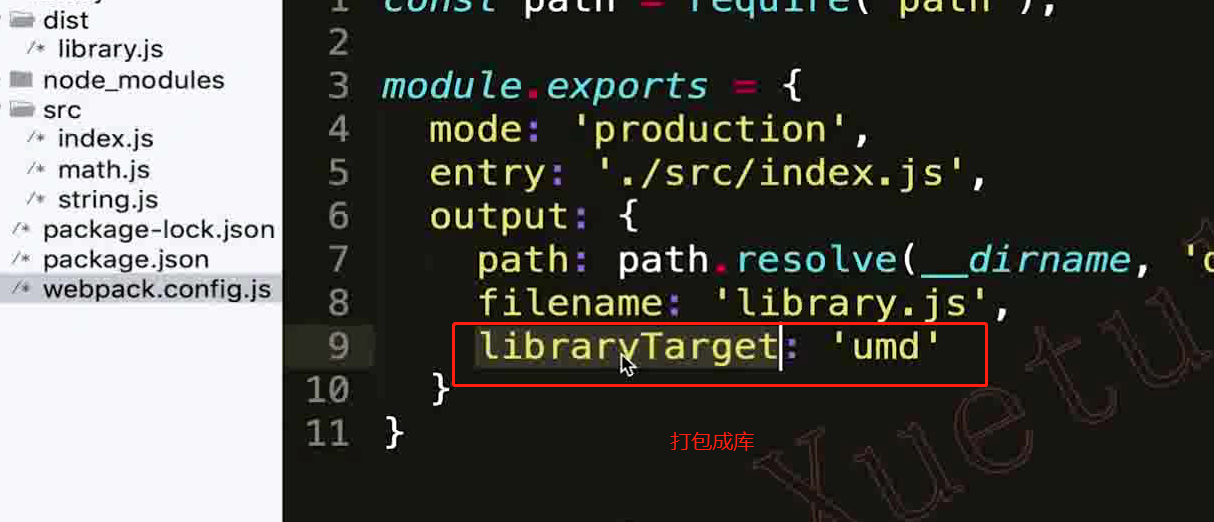 dist
library.js
node_modules
src
index.js
math.js
string.js
package-lock.json
package.json
webpack.config.js
1 const path = require('path');
2
3 module.exports = {
4 mode: 'production',
5 entry: './src/index.js',
6 output: {
7 path: path.resolve(__dirname, 'd
8 filename: 'library.js',
9 libraryTarget: 'umd'
10 }
11 }
打包成库
Xuetu